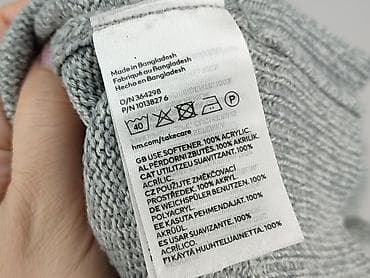 Made in Bangladesh
Fabriqué au Bangladesh
Hecho en Bangladesh
O/N 364298
P/N 1013827 6
40
P
hm.com/takecare
GB USE SOFTENER. 100% ACRYLIC.
AL PËRDORNI ZBUTËS. 100% AKRILIK.
CAT UTILITZEU SUAVITZANT. 100%
ACRÍLIC.
CZ POUŽIJTE ZMĚKČOVACÍ
PROSTŘEDEK. 100% AKRYL.
DE WEICHSPÜLER BENUTZEN. 100%
POLYACRYL.
EE KASUTA PEHMENDAJAT. 100%
AKRÜÜL.
ES USAR SUAVIZANTE. 100%
ACRÍLICO.
FI KÄYTÄ HUUHTELUAINETTA. 100%